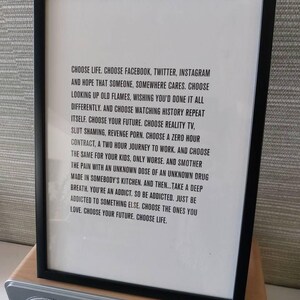 CHOOSE LIFE. CHOOSE FACEBOOK, TWITTER, INSTAGRAM
AND HOPE THAT SOMEONE, SOMEWHERE CARES. CHOOSE
LOOKING UP OLD FLAMES, WISHING YOU'D DONE IT ALL
DIFFERENTLY. AND CHOOSE WATCHING HISTORY REPEAT
ITSELF. CHOOSE YOUR FUTURE. CHOOSE REALITY TV,
SLUT SHAMING, REVENGE PORN. CHOOSE A ZERO HOUR
CONTRACT, A TWO HOUR JOURNEY TO WORK. AND CHOOSE
THE SAME FOR YOUR KIDS, ONLY WORSE. AND SMOTHER
THE PAIN WITH AN UNKNOWN DOSE OF AN UNKNOWN DRUG
MADE IN SOMEBODY'S KITCHEN. AND THEN...TAKE A DEEP
BREATH. YOU'RE AN ADDICT. SO BE ADDICTED. JUST BE
ADDICTED TO SOMETHING ELSE. CHOOSE THE ONES YOU
LOVE. CHOOSE YOUR FUTURE. CHOOSE LIFE.